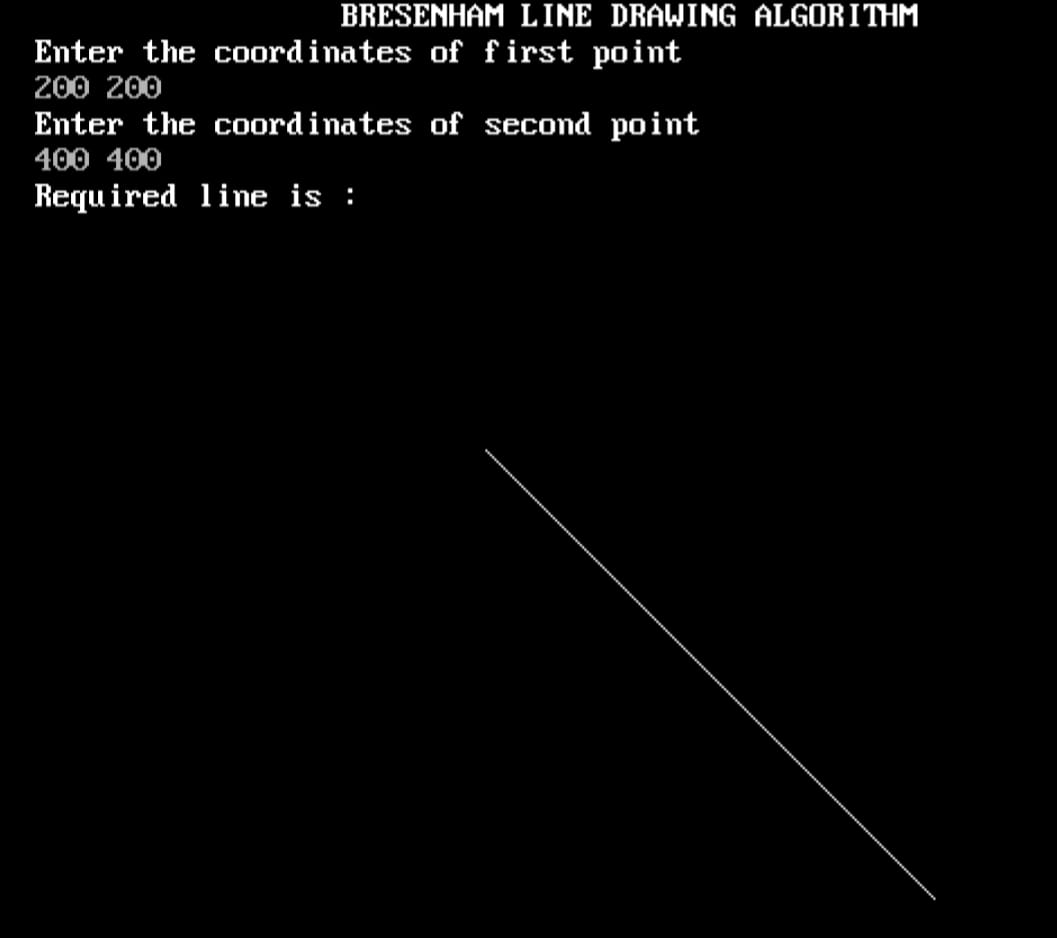 BRESENHAM LINE DRAWING ALGORITHM
Enter the coordinates of first point
200 200
Enter the coordinates of second point
400 400
Required line is :